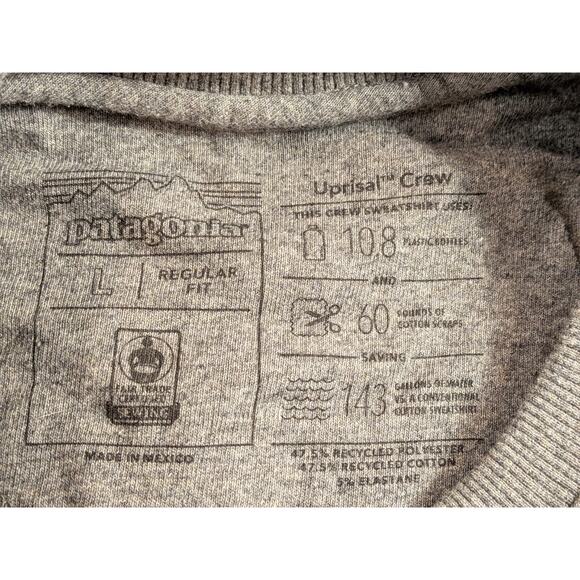 patagonia
L
REGULAR
FIT
FAIR TRADE
CERTIFIED
SEWING
MADE IN MEXICO
Uprisal™ Crew
THIS CREW SWEATSHIRT USES:
10.8 PLASTIC BOTTLES
AND
60 POUNDS OF
COTTON SCRAPS
SAVING
143 GALLONS OF WATER
VS. A CONVENTIONAL
COTTON SWEATSHIRT
47.5% RECYCLED POLYESTER
47.5% RECYCLED COTTON
5% ELASTANE